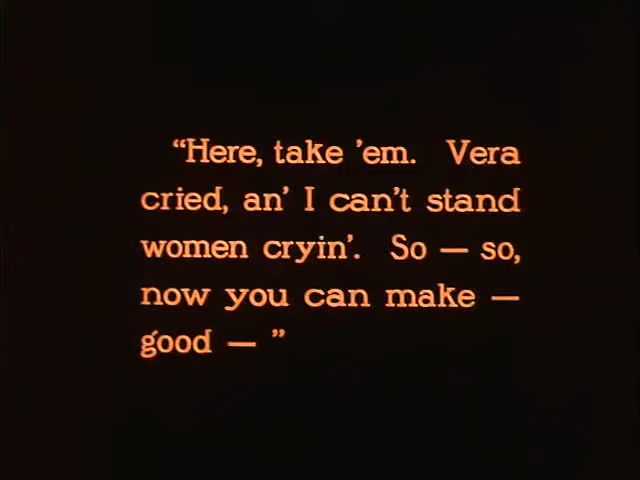 “Here, take ’em. Vera
cried, an’ I can’t stand
women cryin’. So — so,
now you can make —
good — ”